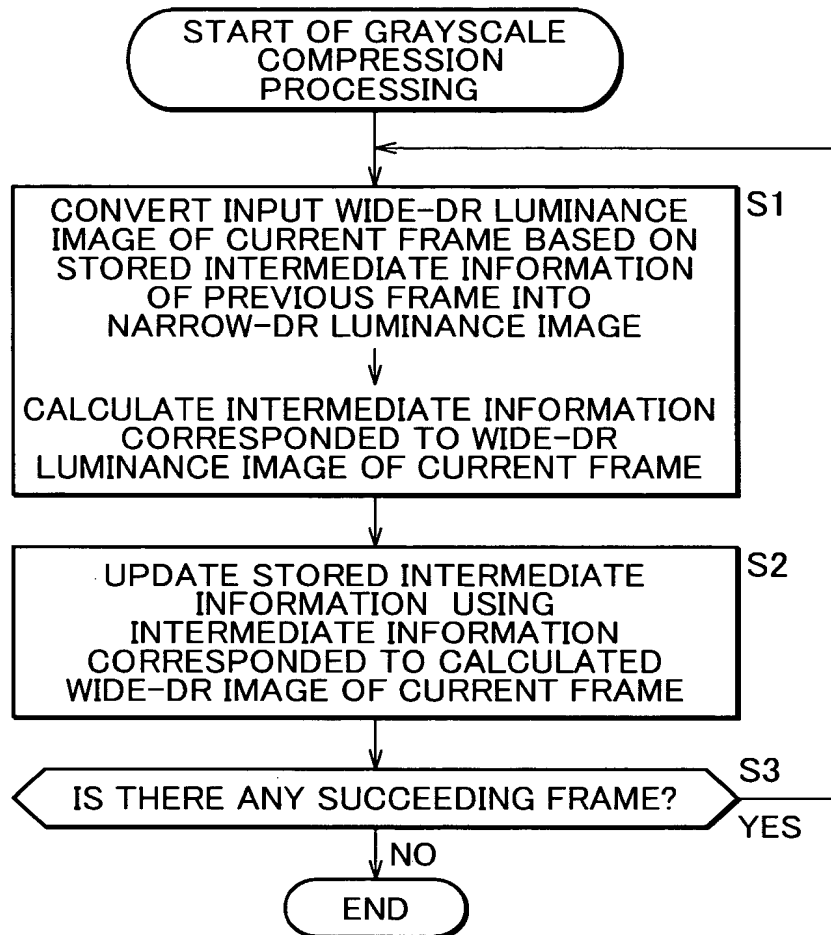 START OF GRAYSCALE
COMPRESSION
PROCESSING
CONVERT INPUT WIDE-DR LUMINANCE
IMAGE OF CURRENT FRAME BASED ON
STORED INTERMEDIATE INFORMATION
OF PREVIOUS FRAME INTO
NARROW-DR LUMINANCE IMAGE
S1
CALCULATE INTERMEDIATE INFORMATION
CORRESPONDED TO WIDE-DR
LUMINANCE IMAGE OF CURRENT FRAME
UPDATE STORED INTERMEDIATE
INFORMATION USING
INTERMEDIATE INFORMATION
CORRESPONDED TO CALCULATED
WIDE-DR IMAGE OF CURRENT FRAME
S2
IS THERE ANY SUCCEEDING FRAME?
S3
YES
NO
END